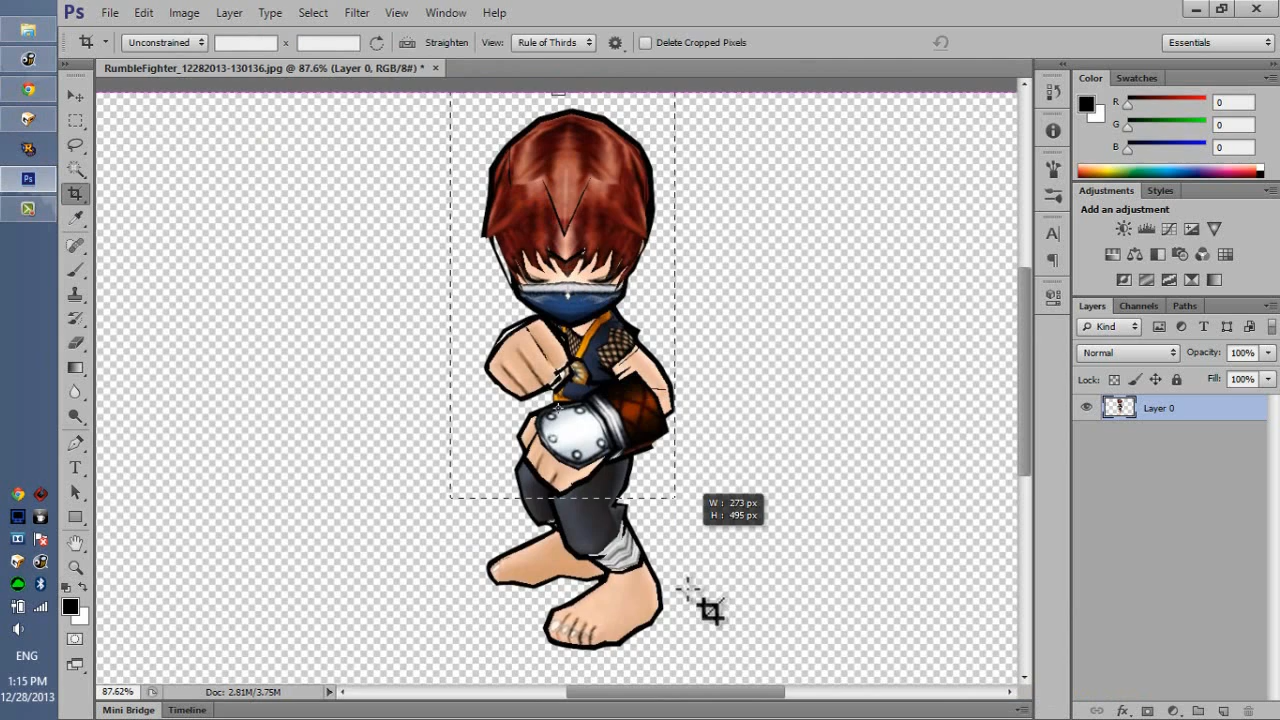 Ps File Edit Image Layer Type Select Filter View Window Help
Unconstrained x Straighten View: Rule of Thirds Delete Cropped Pixels Essentials
RumbleFighter_12282013-130136.jpg @ 87.6% (Layer 0, RGB/8#) * ×
Color Swatches
R 0
G 0
B 0
Adjustments Styles
Add an adjustment
Layers Channels Paths
Kind
Normal Opacity: 100%
Lock: Fill: 100%
Layer 0
W : 273 px
H : 495 px
Ps
T
A
fx
ENG
1:15 PM
12/28/2013
87.62% Doc: 2.81M/3.75M
Mini Bridge Timeline